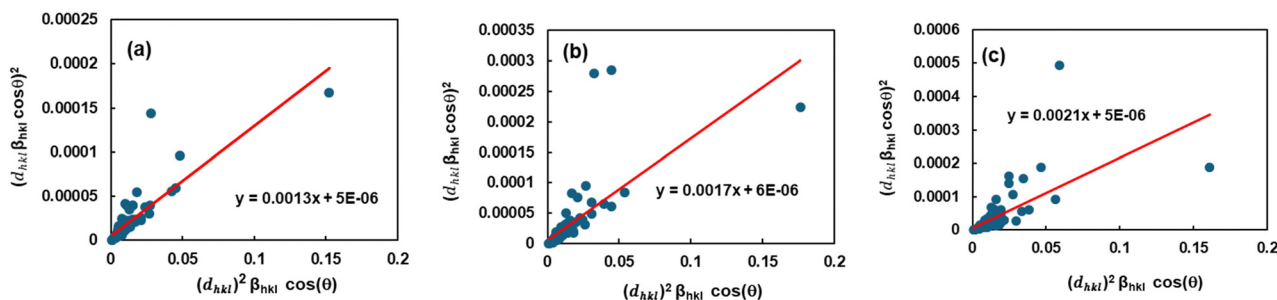 (a)
0.00025
0.0002
0.00015
0.0001
0.00005
0
0 0.05 0.1 0.15 0.2
(d_hkl β_hkl cosθ)²
(d_hkl)² β_hkl cos(θ)
y = 0.0013x + 5E-06
(b)
0.00035
0.0003
0.00025
0.0002
0.00015
0.0001
0.00005
0
0 0.05 0.1 0.15 0.2
(d_hkl β_hkl cosθ)²
(d_hkl)² β_hkl cos(θ)
y = 0.0017x + 6E-06
(c)
0.0006
0.0005
0.0004
0.0003
0.0002
0.0001
0
0 0.05 0.1 0.15 0.2
(d_hkl β_hkl cosθ)²
(d_hkl)² β_hkl cos(θ)
y = 0.0021x + 5E-06